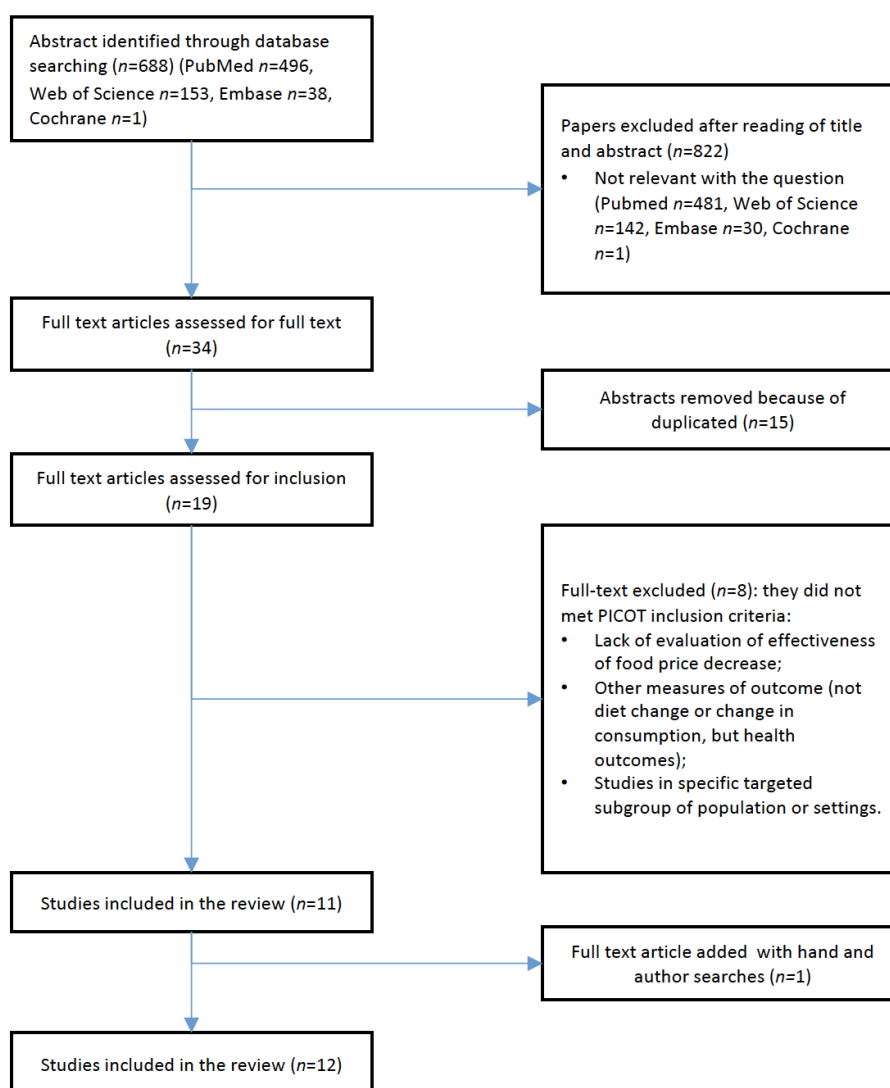 Abstract identified through database
searching (n=688) (PubMed n=496,
Web of Science n=153, Embase n=38,
Cochrane n=1)
Papers excluded after reading of title
and abstract (n=822)
• Not relevant with the question
(Pubmed n=481, Web of Science
n=142, Embase n=30, Cochrane
n=1)
Full text articles assessed for full text
(n=34)
Abstracts removed because of
duplicated (n=15)
Full text articles assessed for inclusion
(n=19)
Full-text excluded (n=8): they did not
met PICOT inclusion criteria:
• Lack of evaluation of effectiveness
of food price decrease;
• Other measures of outcome (not
diet change or change in
consumption, but health
outcomes);
• Studies in specific targeted
subgroup of population or settings.
Studies included in the review (n=11)
Full text article added with hand and
author searches (n=1)
Studies included in the review (n=12)